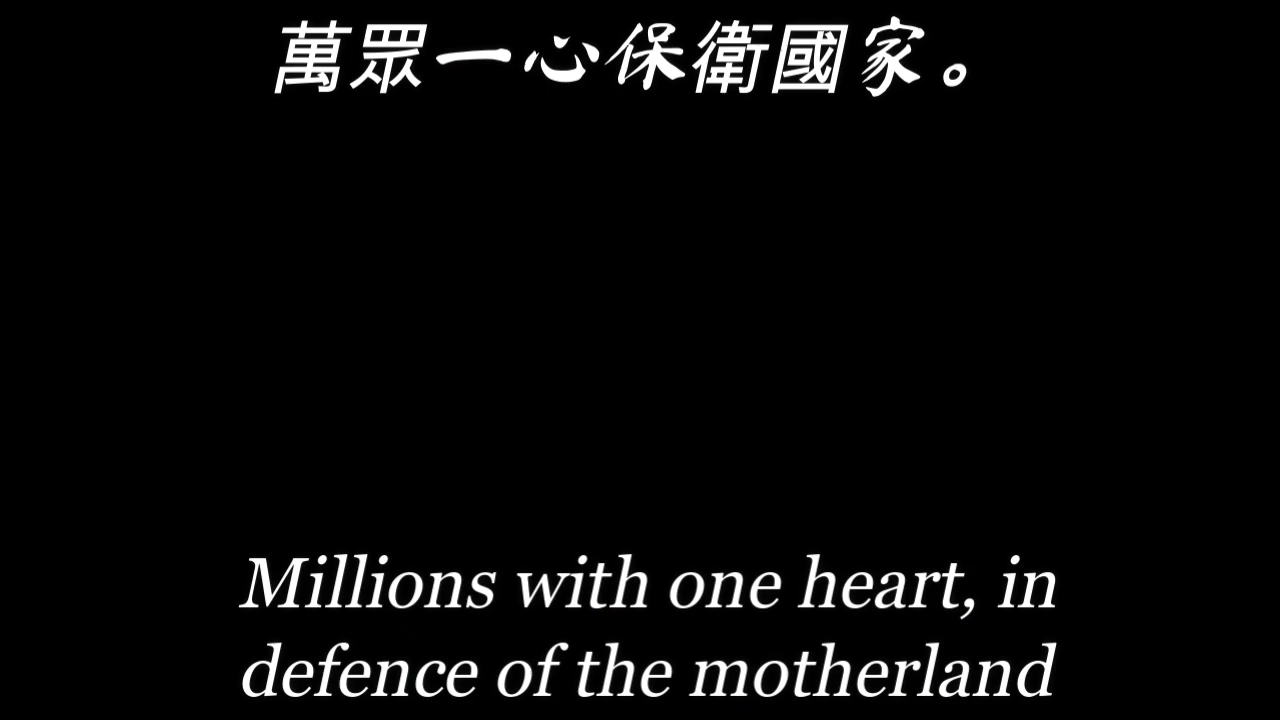 萬眾一心保衛國家。
Millions with one heart, in
defence of the motherland